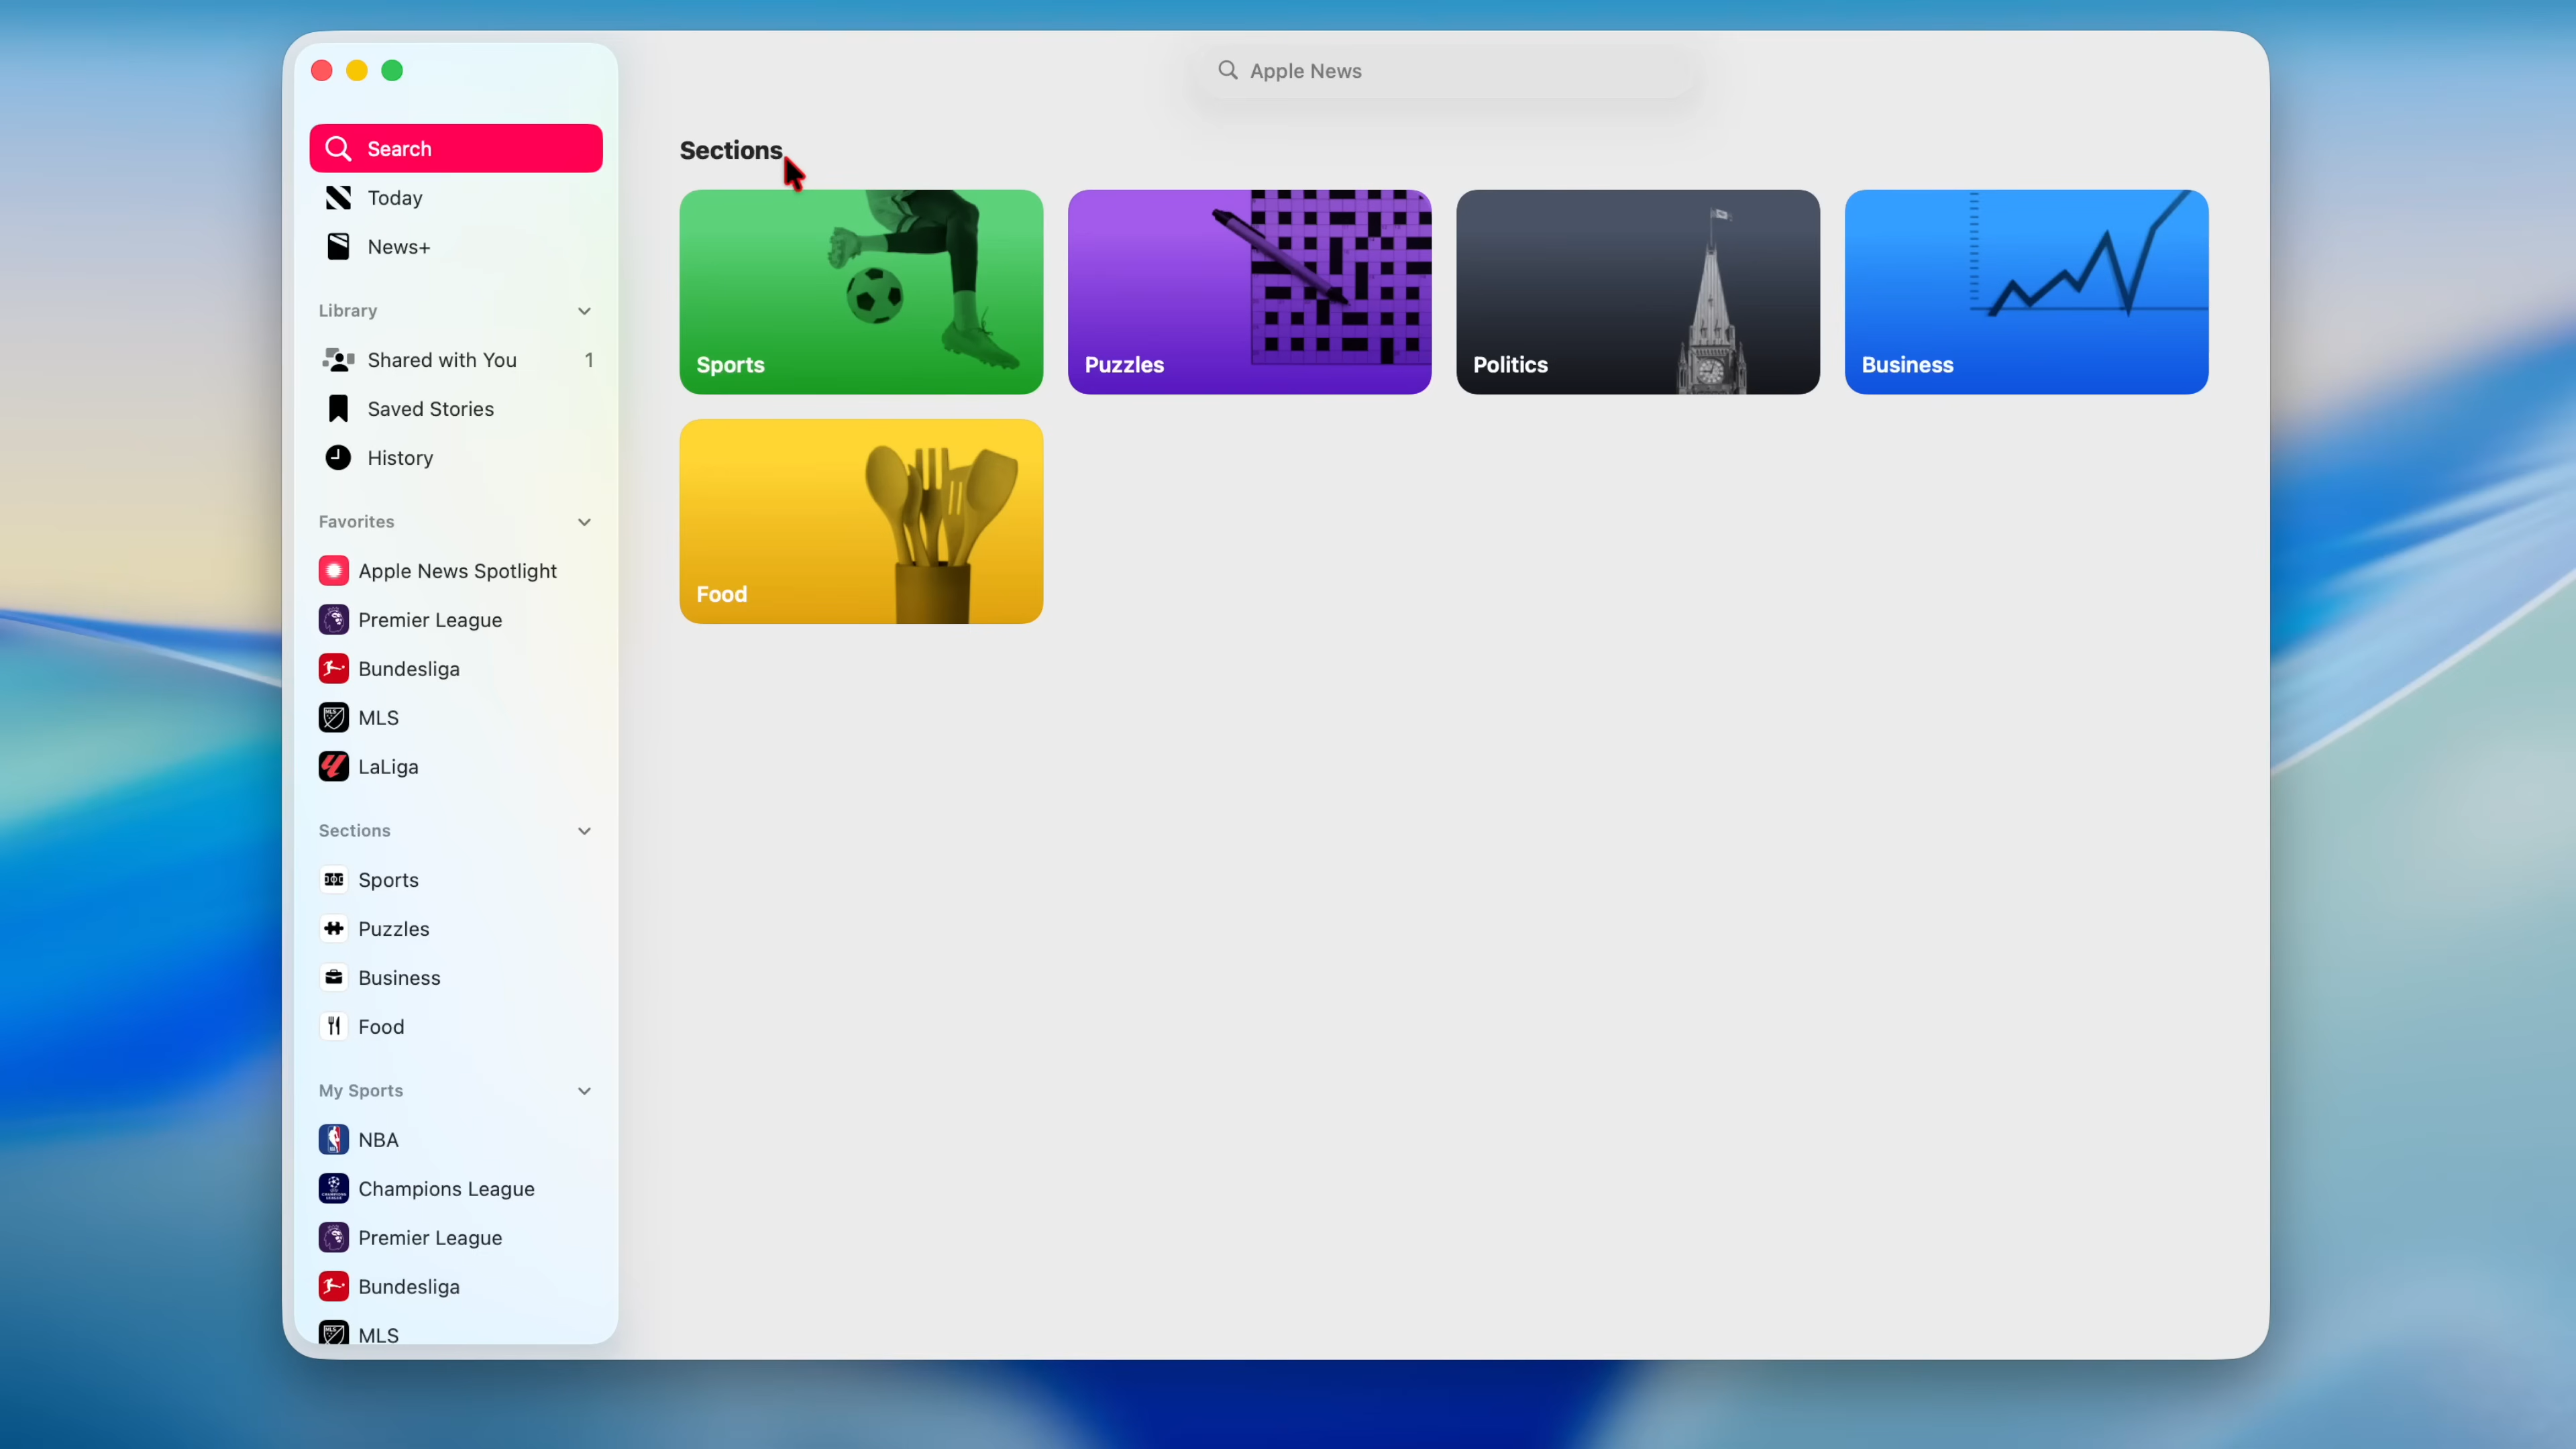 Apple News
Search
Today
News+
Library
Shared with You 1
Saved Stories
History
Favorites
Apple News Spotlight
Premier League
Bundesliga
MLS
LaLiga
Sections
Sports
Puzzles
Business
Food
My Sports
NBA
Champions League
Premier League
Bundesliga
MLS
Sections
Sports
Puzzles
Politics
Business
Food